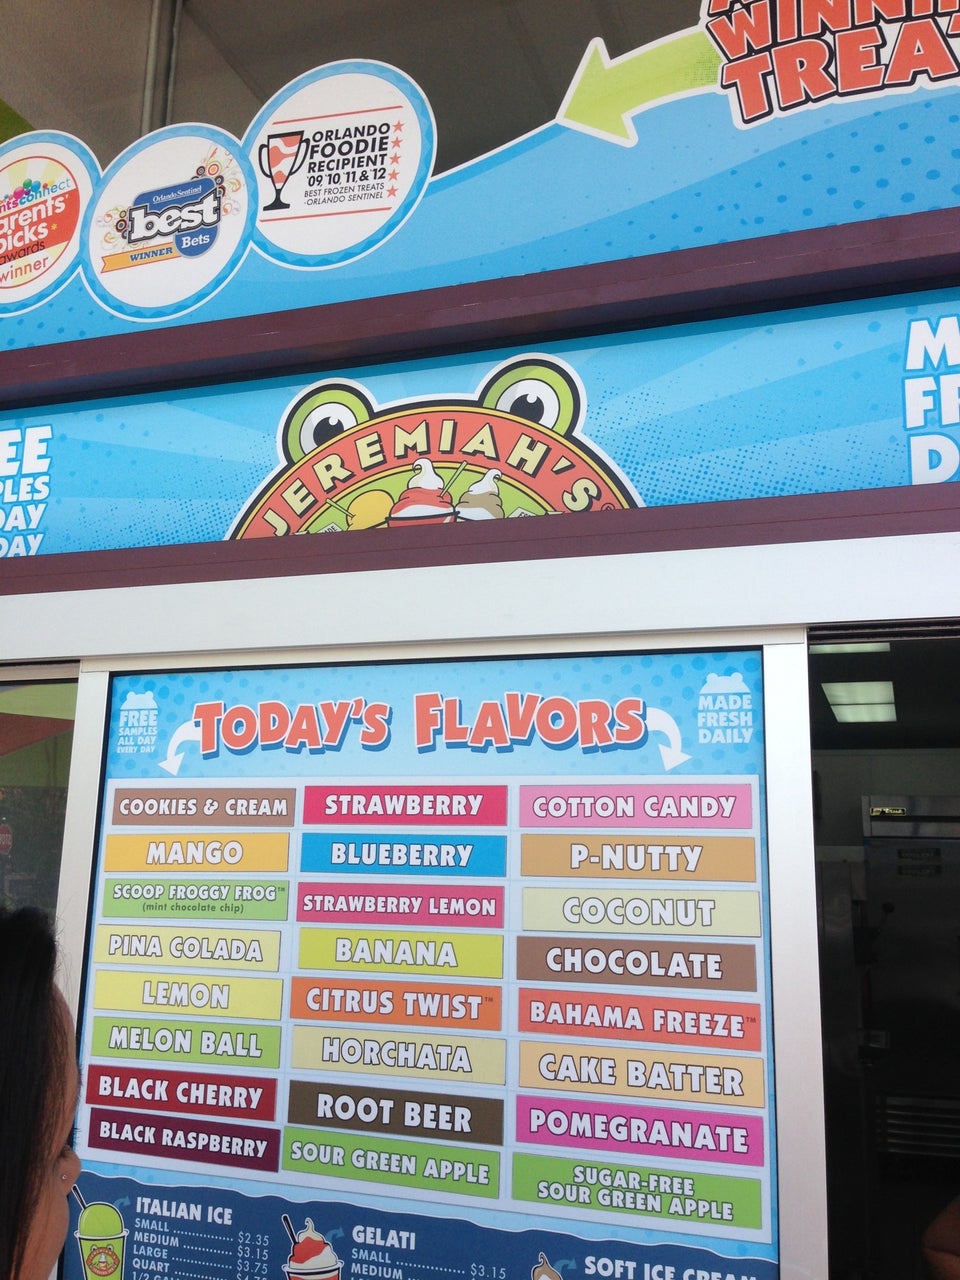 WINNI
TREA
ntsconnect
arents'
picks
awards
winner
Orlando Sentinel
best
WINNER Bets
ORLANDO
FOODIE
RECIPIENT
'09, '10, '11, & '12
BEST FROZEN TREATS
-ORLANDO SENTINEL
EE
PLES
DAY
DAY
JEREMIAH'S
M
FR
D
FREE
SAMPLES
ALL DAY
EVERY DAY
TODAY'S FLAVORS
MADE
FRESH
DAILY
COOKIES & CREAM
STRAWBERRY
COTTON CANDY
MANGO
BLUEBERRY
P-NUTTY
SCOOP FROGGY FROG™
(mint chocolate chip)
STRAWBERRY LEMON
COCONUT
PINA COLADA
BANANA
CHOCOLATE
LEMON
CITRUS TWIST™
BAHAMA FREEZE™
MELON BALL
HORCHATA
CAKE BATTER
BLACK CHERRY
ROOT BEER
POMEGRANATE
BLACK RASPBERRY
SOUR GREEN APPLE
SUGAR-FREE
SOUR GREEN APPLE
ITALIAN ICE
SMALL ............... $2.35
MEDIUM ............ $3.15
LARGE ............... $3.75
QUART
GELATI
SMALL ............... $3.15
MEDIUM
SOFT ICE CREAM